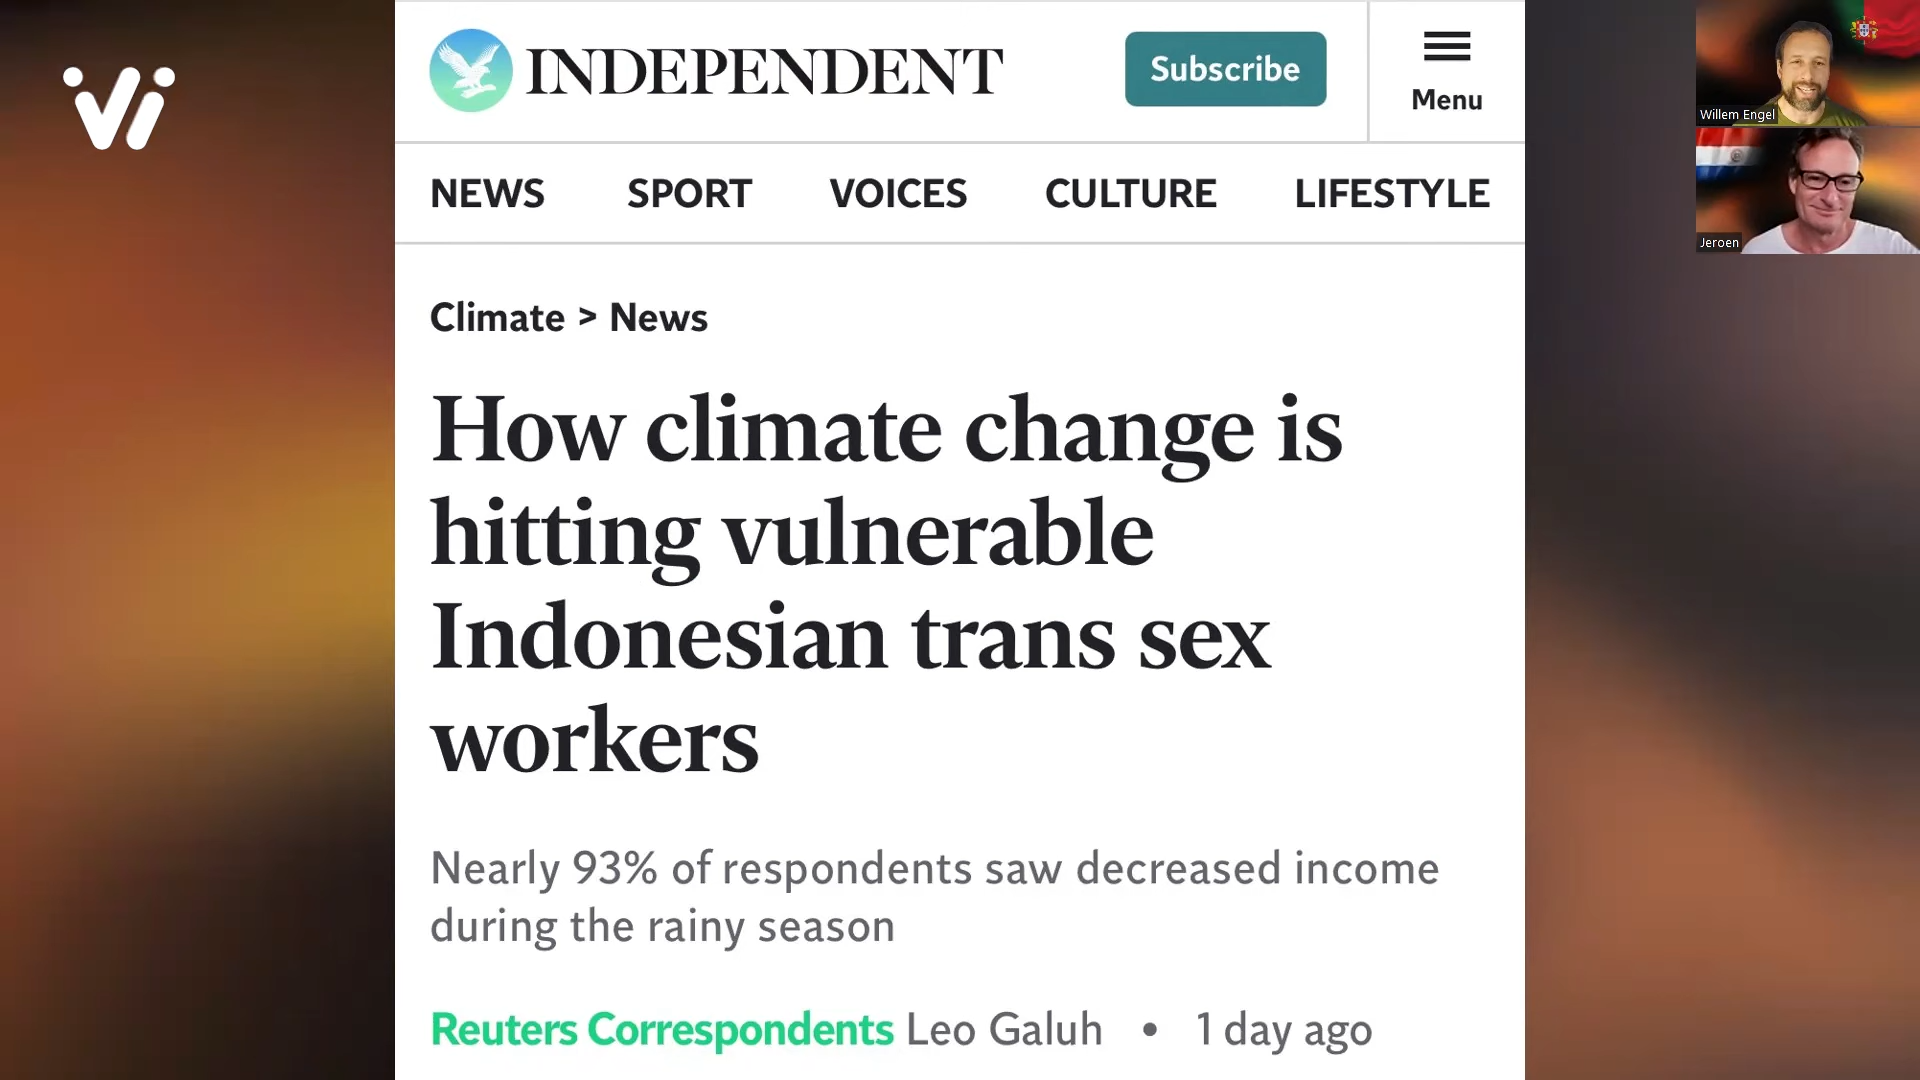 Vi
INDEPENDENT
Subscribe
Menu
NEWS SPORT VOICES CULTURE LIFESTYLE
Climate > News
How climate change is
hitting vulnerable
Indonesian trans sex
workers
Nearly 93% of respondents saw decreased income
during the rainy season
Reuters Correspondents Leo Galuh • 1 day ago
Willem Engel
Jeroen